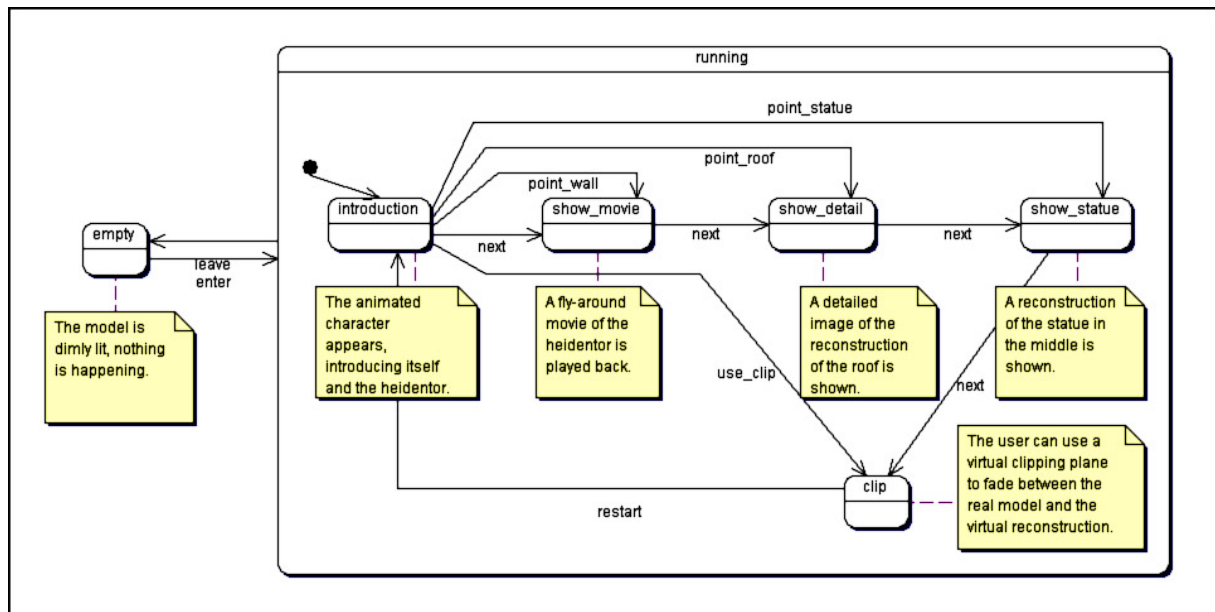 running
point_statue
point_roof
point_wall
introduction
show_movie
show_detail
show_statue
empty
next
next
next
leave
enter
The animated
character
appears,
introducing itself
and the heidentor.
A fly-around
movie of the
heidentor is
played back.
A detailed
image of the
reconstruction
of the roof is
shown.
A reconstruction
of the statue in
the middle is
shown.
The model is
dimly lit, nothing
is happening.
use_clip
next
The user can use a
virtual clipping plane
to fade between the
real model and the
virtual reconstruction.
clip
restart